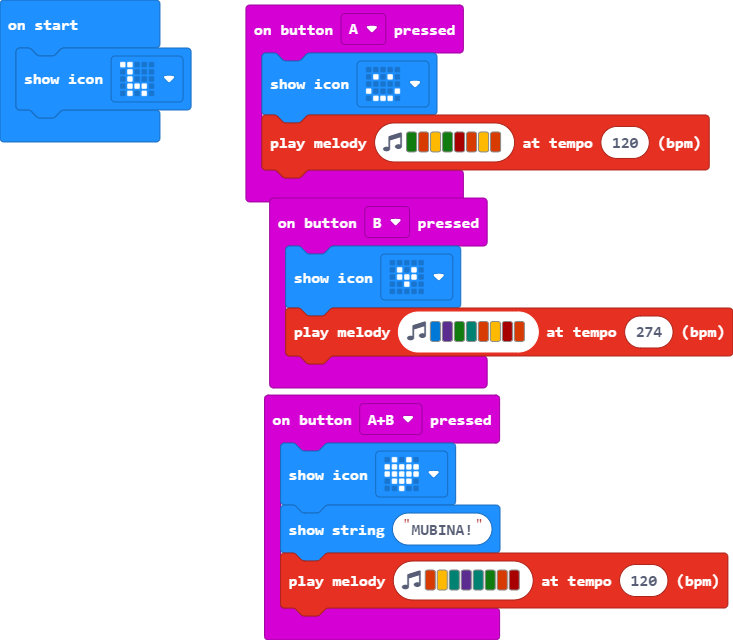 on start
show icon
on button A pressed
show icon
play melody at tempo 120 (bpm)
on button B pressed
show icon
play melody at tempo 274 (bpm)
on button A+B pressed
show icon
show string "MUBINA!"
play melody at tempo 120 (bpm)